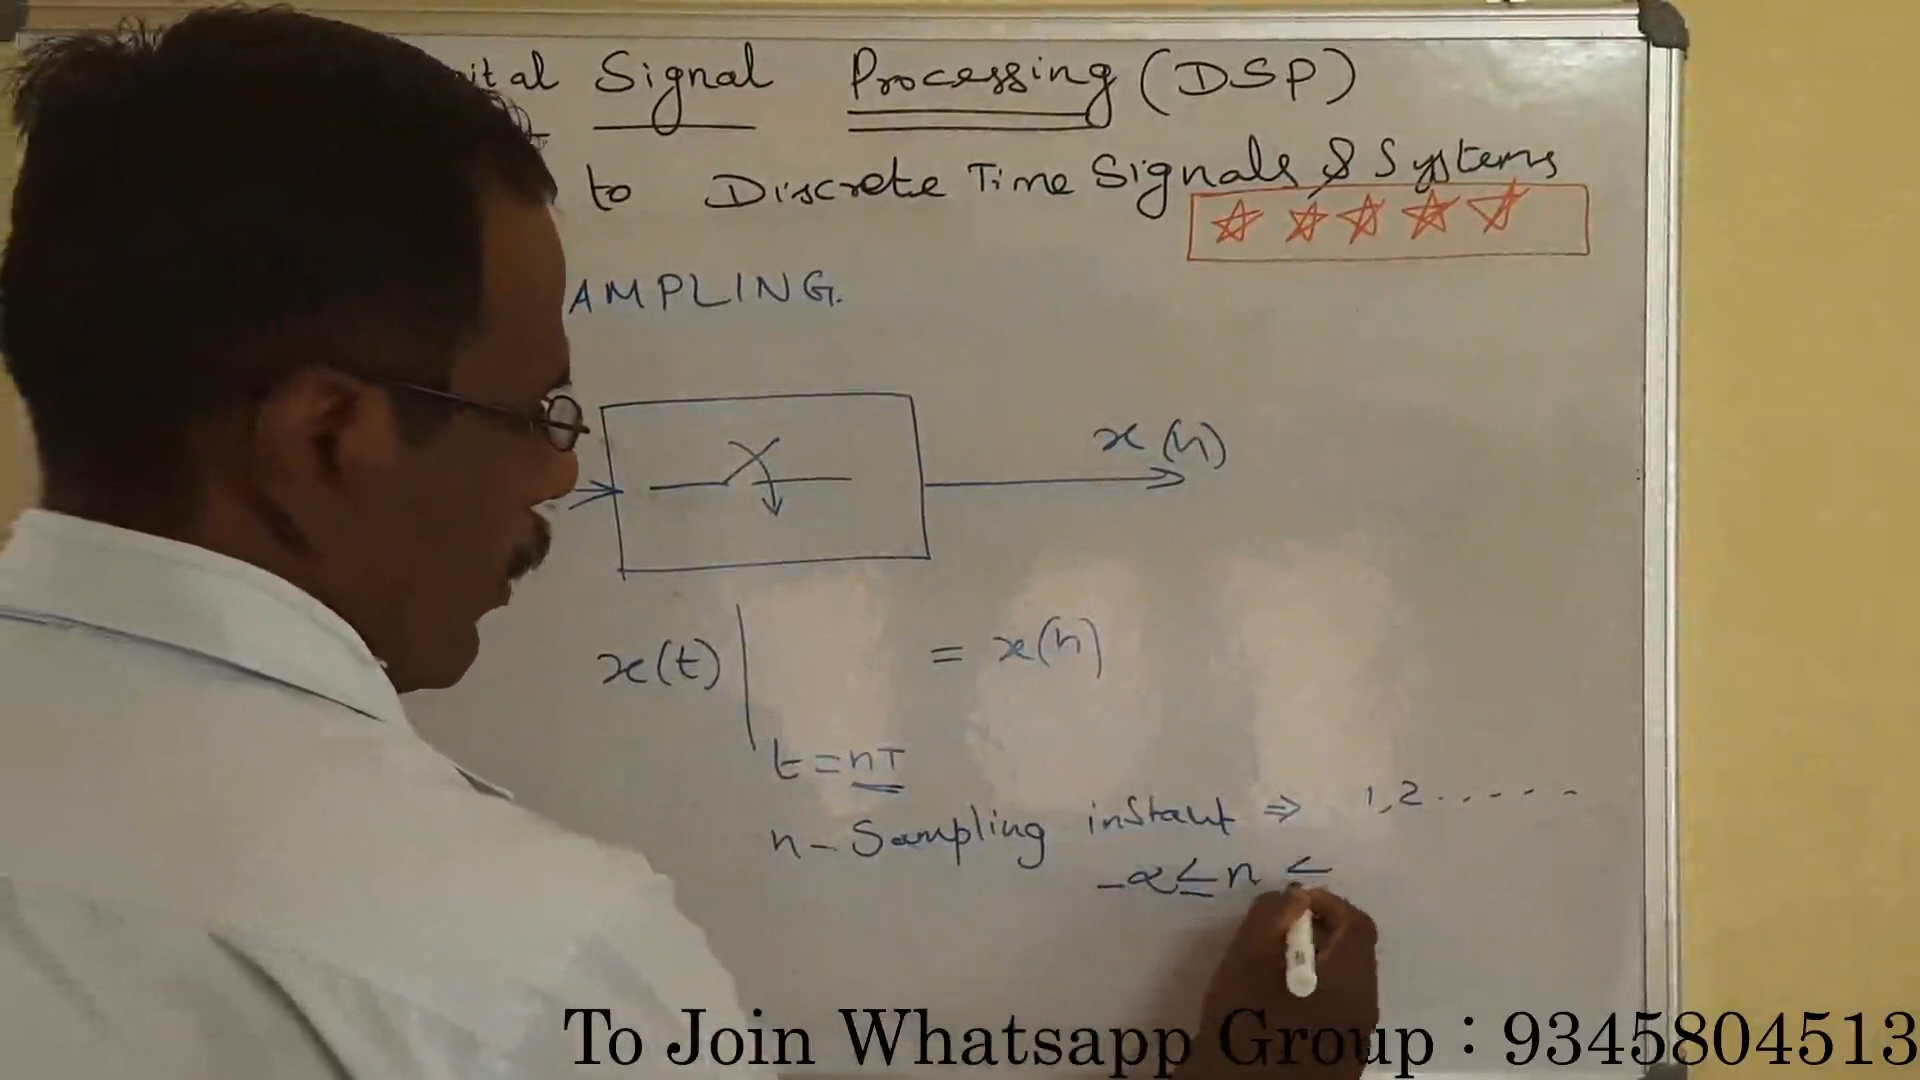 ital Signal Processing (DSP)
to Discrete Time Signals & Systems
AMPLING.
x(n)
x(t) | = x(n)
t = nT
n - Sampling instant ⇒ 1,2......
-α ≤ n ≤
To Join Whatsapp Group : 9345804513